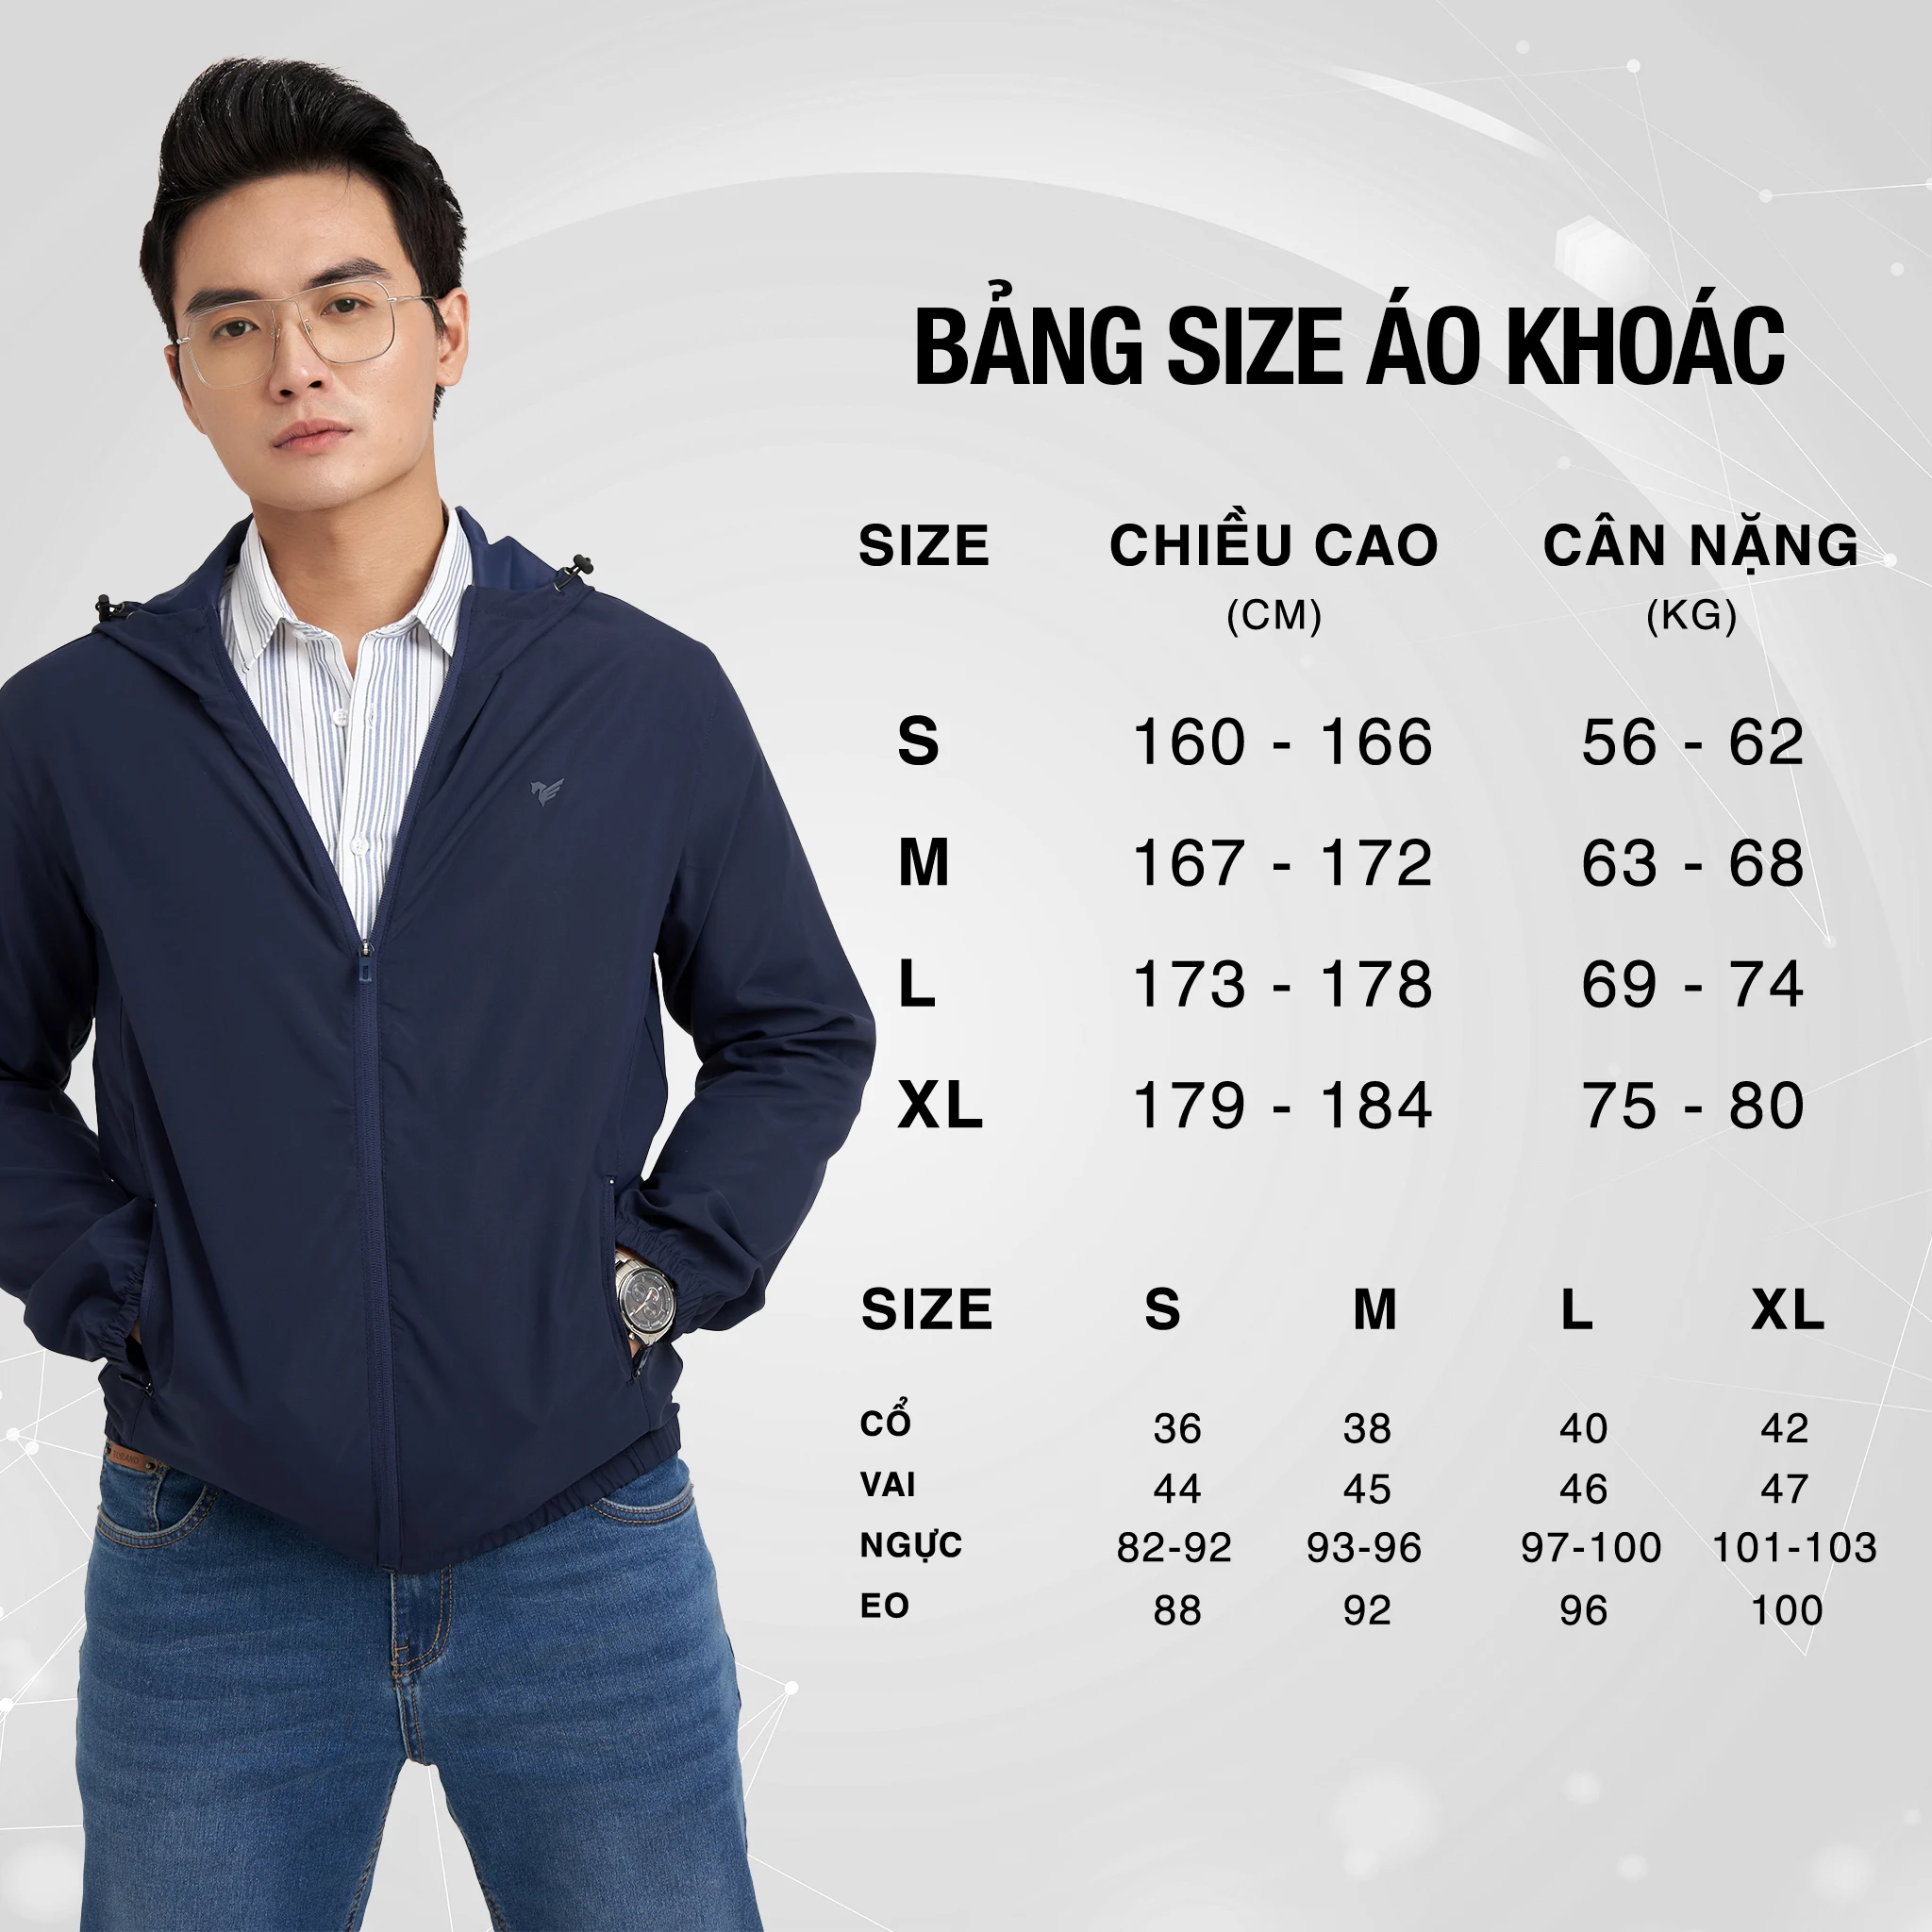 BẢNG SIZE ÁO KHOÁC
SIZE CHIỀU CAO CÂN NẶNG
(CM) (KG)
S 160 - 166 56 - 62
M 167 - 172 63 - 68
L 173 - 178 69 - 74
XL 179 - 184 75 - 80
SIZE S M L XL
CỔ 36 38 40 42
VAI 44 45 46 47
NGỰC 82-92 93-96 97-100 101-103
EO 88 92 96 100
TORANO